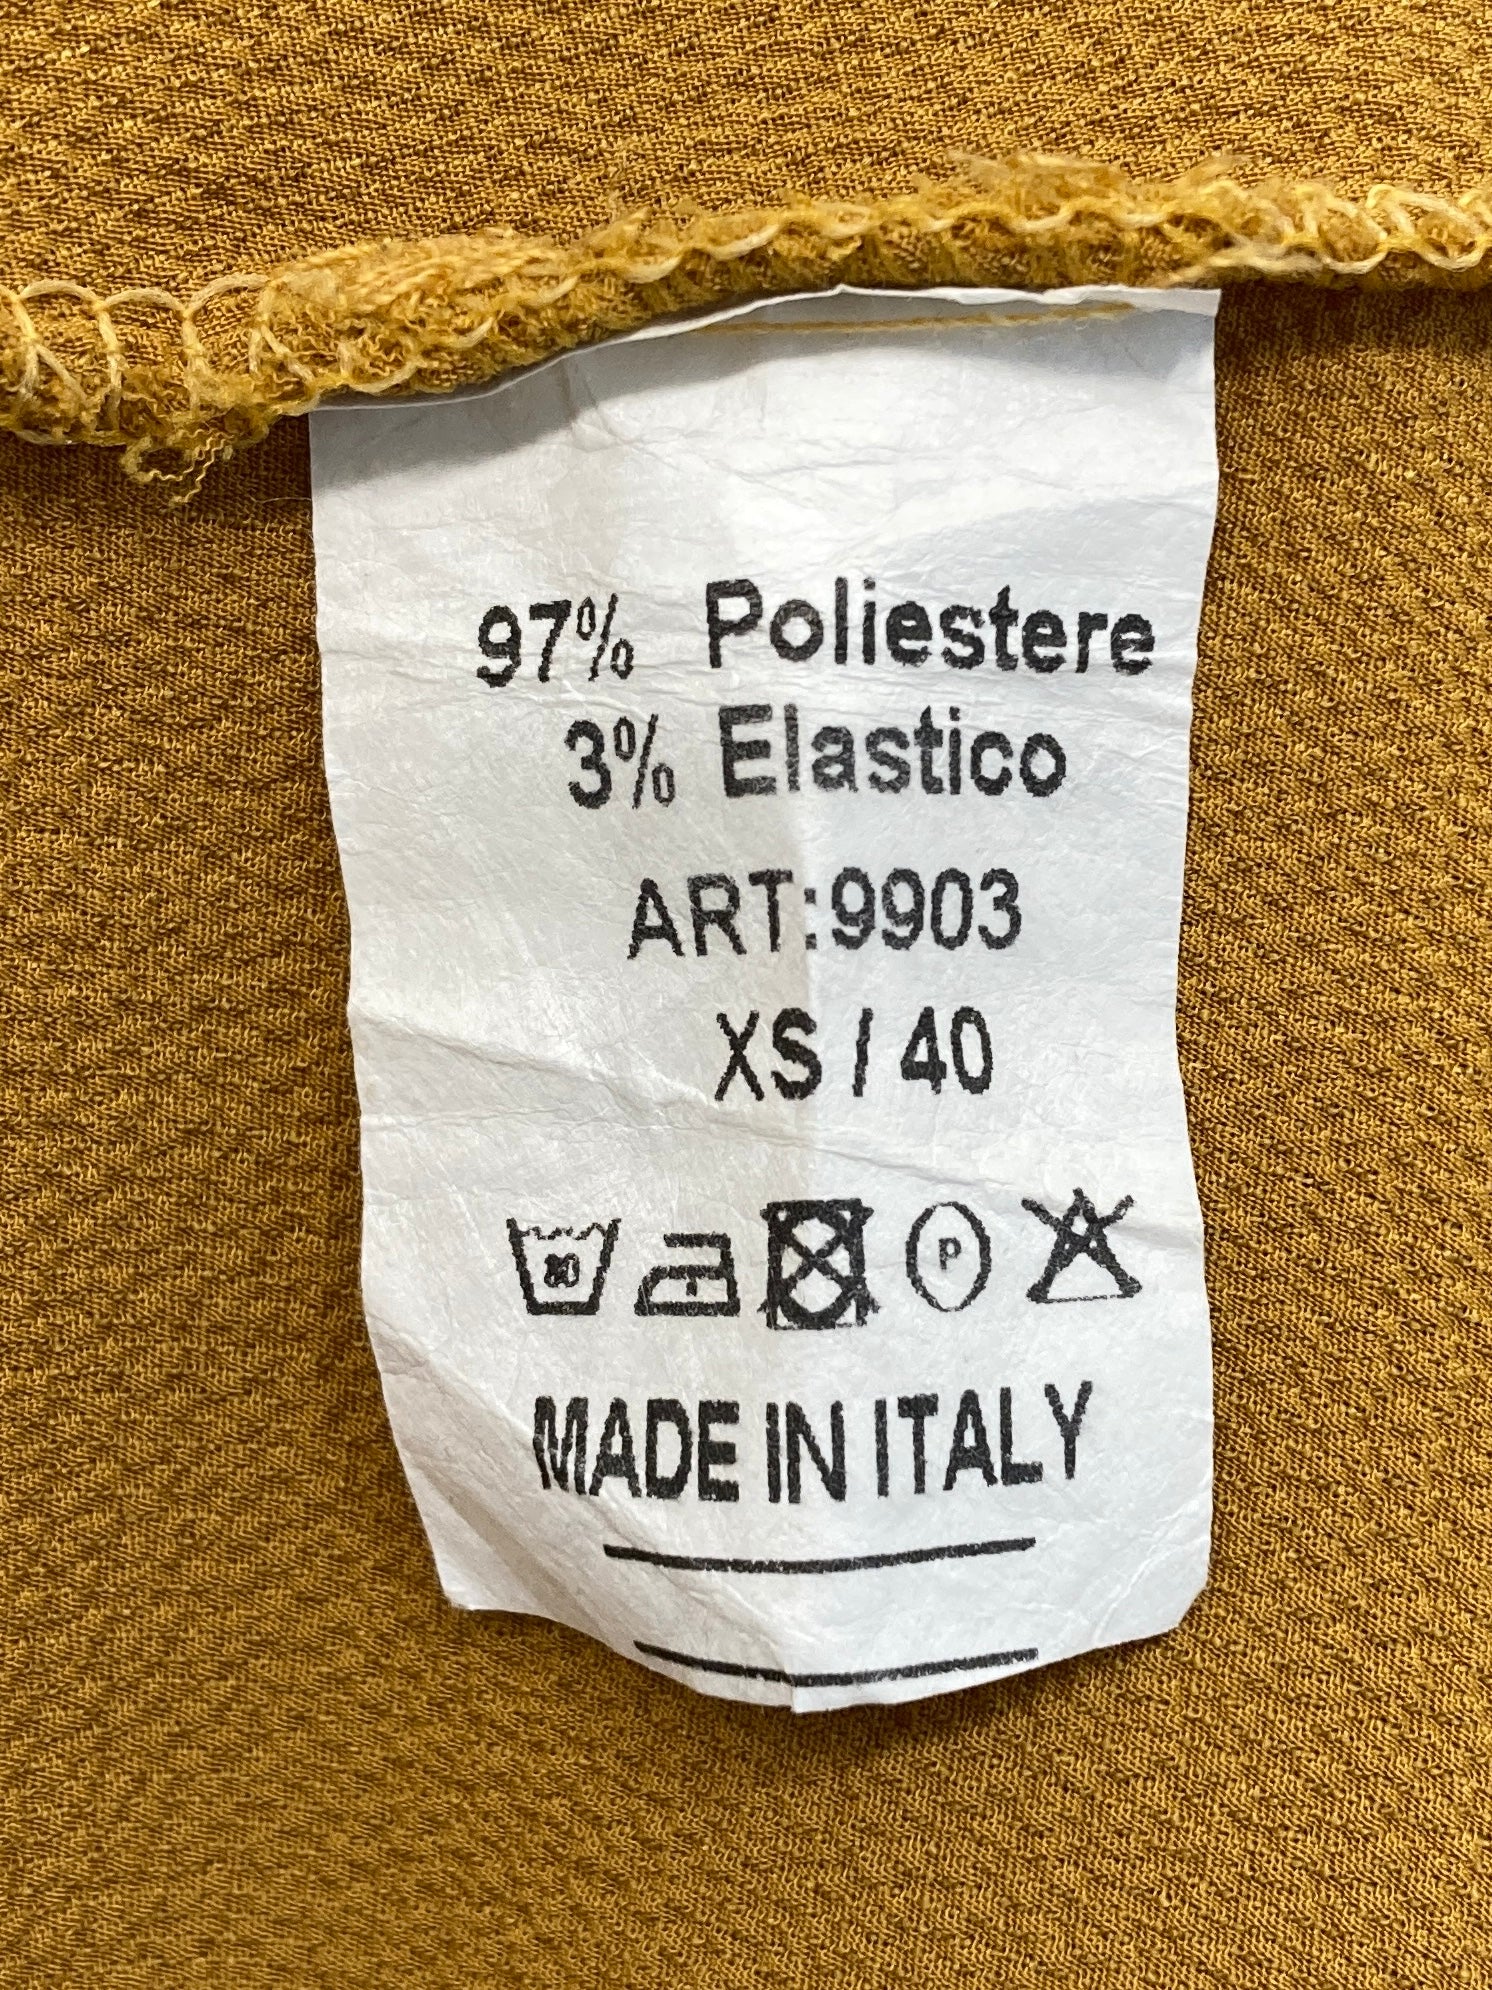 97% Poliestere
3% Elastico
ART:9903
XS / 40
P
MADE IN ITALY